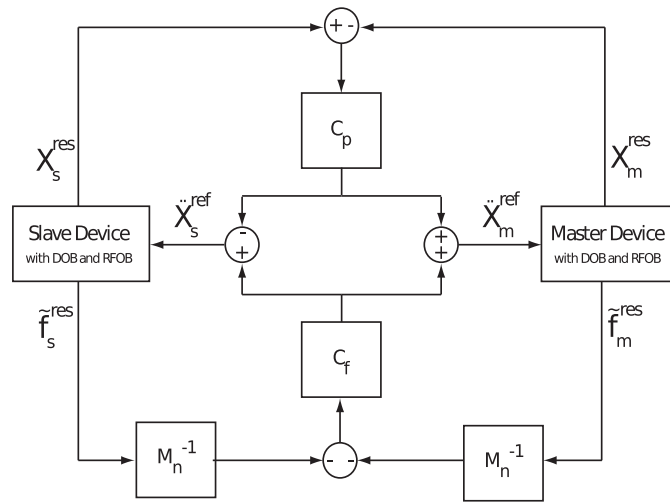 + -
C_p
X_s^res
X_m^res
Ẍ_s^ref
Ẍ_m^ref
Slave Device
with DOB and RFOB
-
+
+
+
Master Device
with DOB and RFOB
f̃_s^res
f̃_m^res
C_f
M_n^-1
- -
M_n^-1